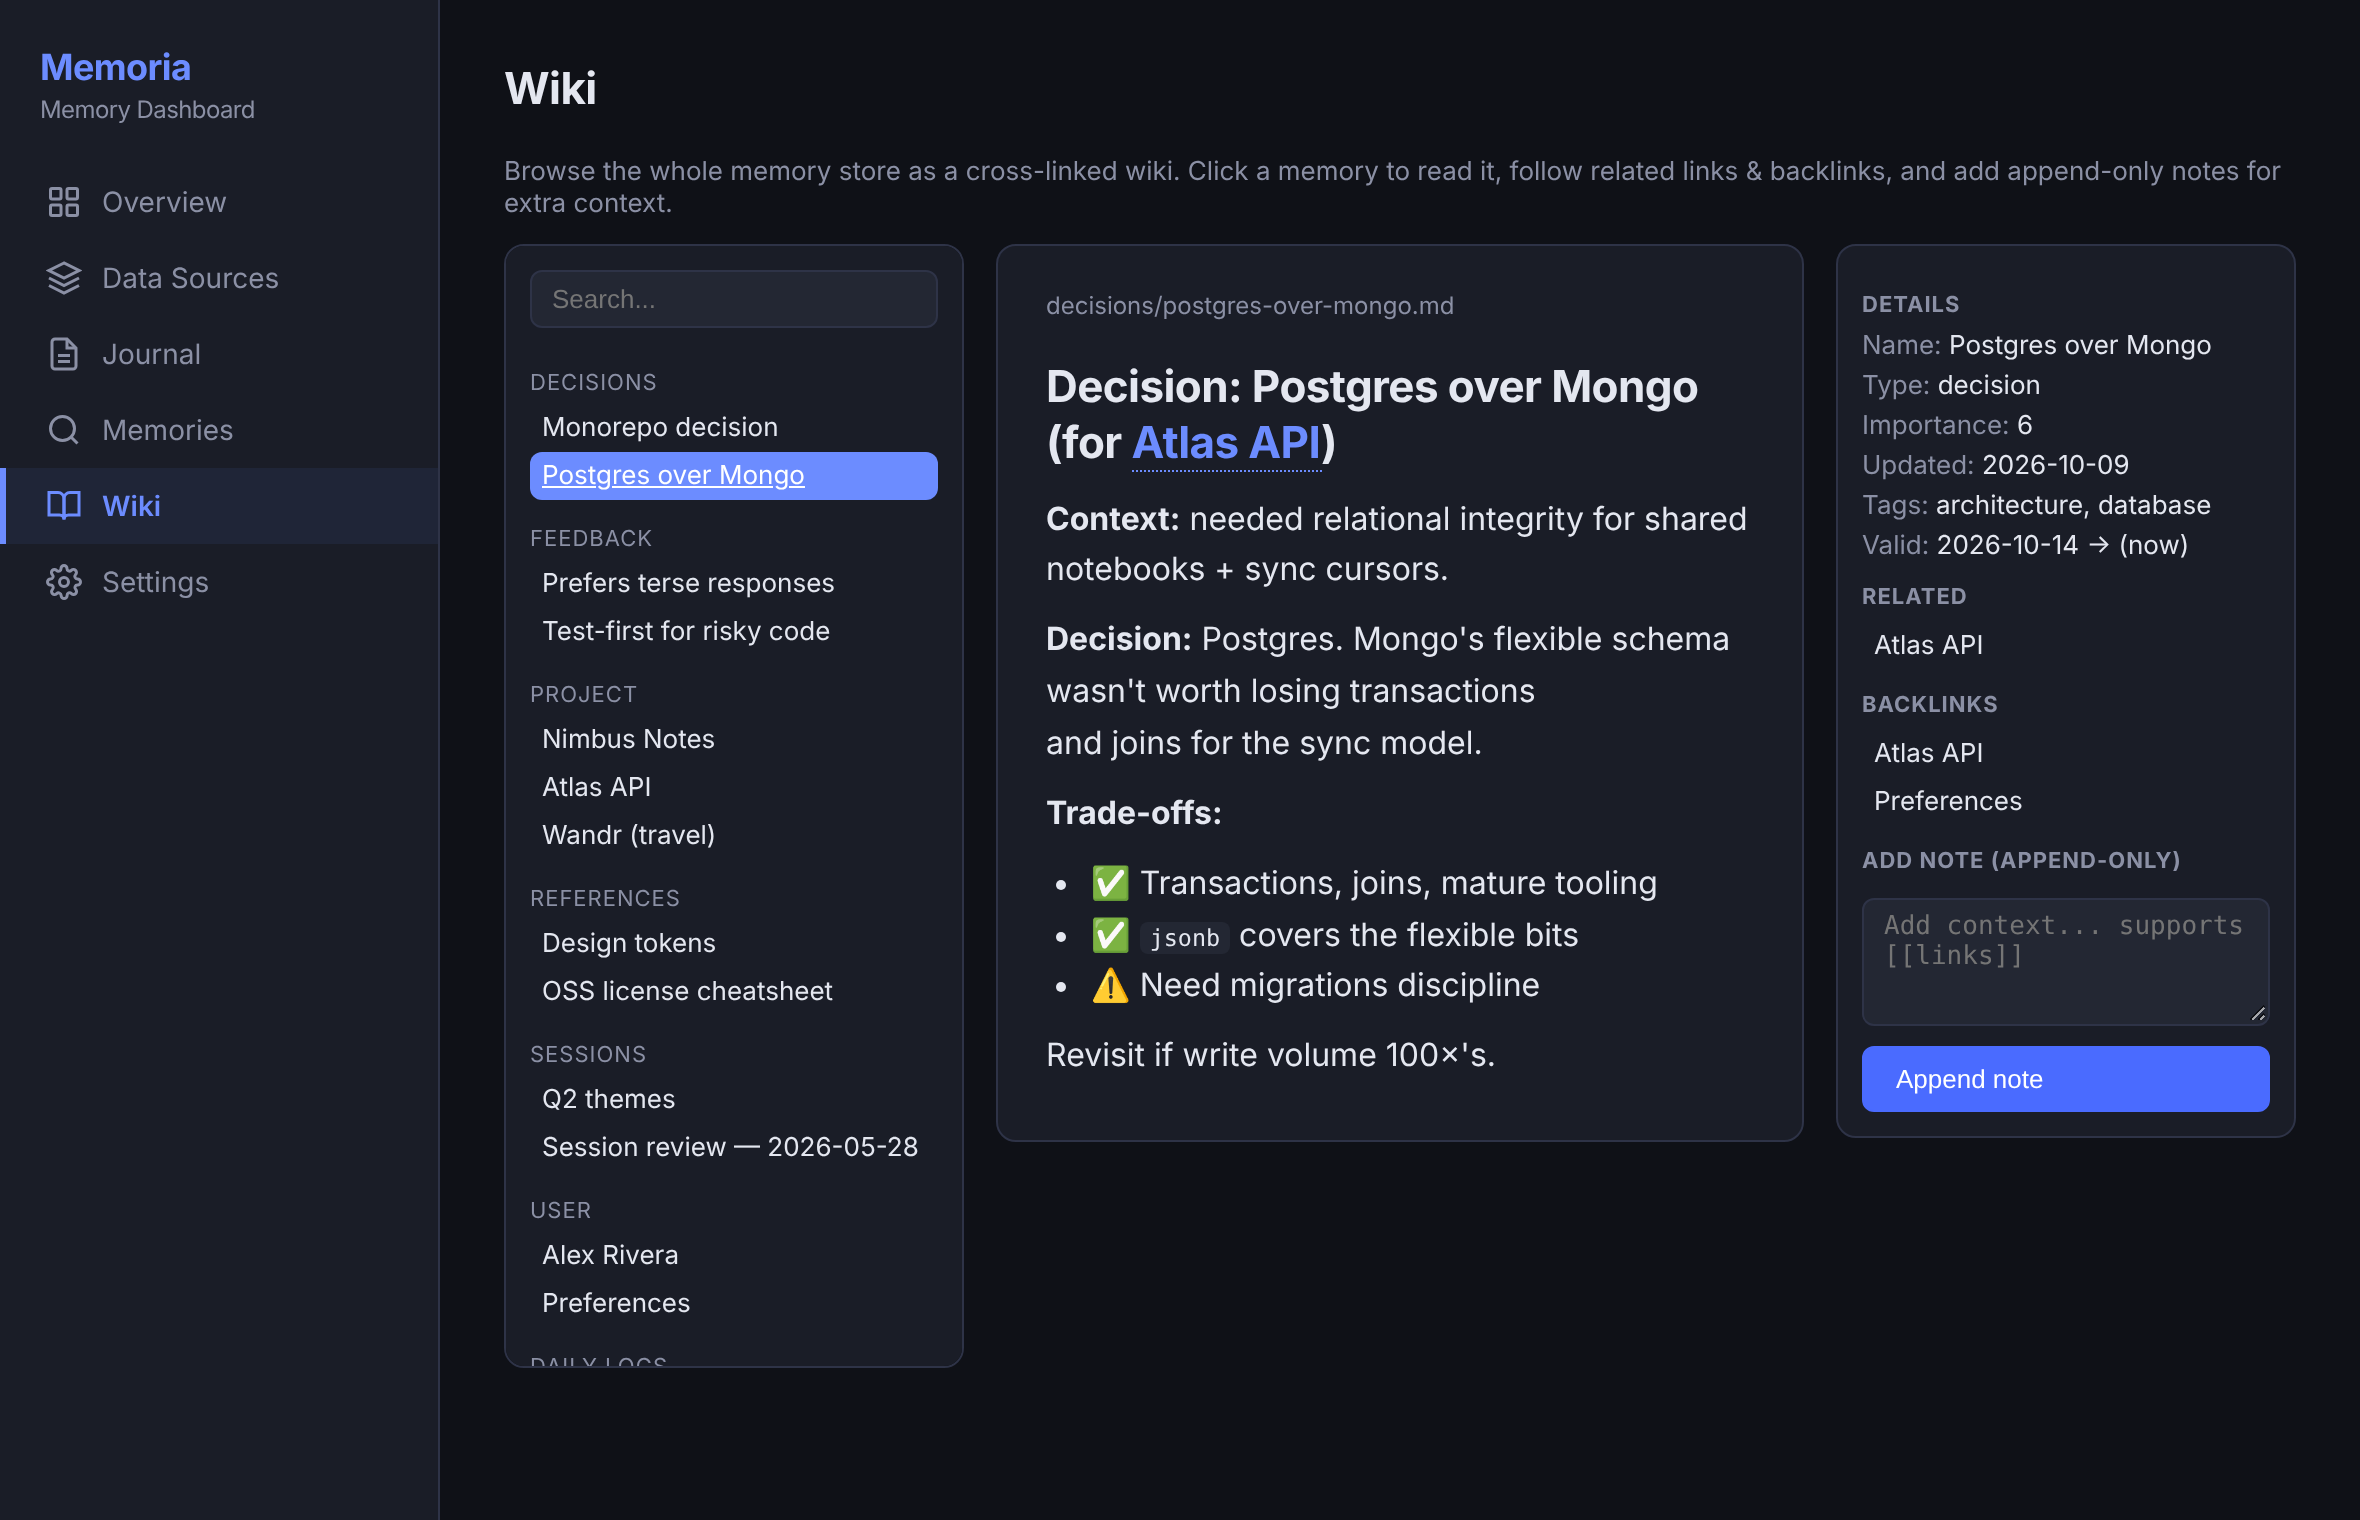 Memoria
Memory Dashboard
Overview
Data Sources
Journal
Memories
Wiki
Settings
Wiki
Browse the whole memory store as a cross-linked wiki. Click a memory to read it, follow related links & backlinks, and add append-only notes for
extra context.
Search...
DECISIONS
Monorepo decision
Postgres over Mongo
FEEDBACK
Prefers terse responses
Test-first for risky code
PROJECT
Nimbus Notes
Atlas API
Wandr (travel)
REFERENCES
Design tokens
OSS license cheatsheet
SESSIONS
Q2 themes
Session review — 2026-05-28
USER
Alex Rivera
Preferences
DAILY LOGS
decisions/postgres-over-mongo.md
Decision: Postgres over Mongo
(for Atlas API)
Context: needed relational integrity for shared
notebooks + sync cursors.
Decision: Postgres. Mongo's flexible schema
wasn't worth losing transactions
and joins for the sync model.
Trade-offs:
• ✅ Transactions, joins, mature tooling
• ✅ jsonb covers the flexible bits
• ⚠️ Need migrations discipline
Revisit if write volume 100×'s.
DETAILS
Name: Postgres over Mongo
Type: decision
Importance: 6
Updated: 2026-10-09
Tags: architecture, database
Valid: 2026-10-14 → (now)
RELATED
Atlas API
BACKLINKS
Atlas API
Preferences
ADD NOTE (APPEND-ONLY)
Add context... supports
[[links]]
Append note